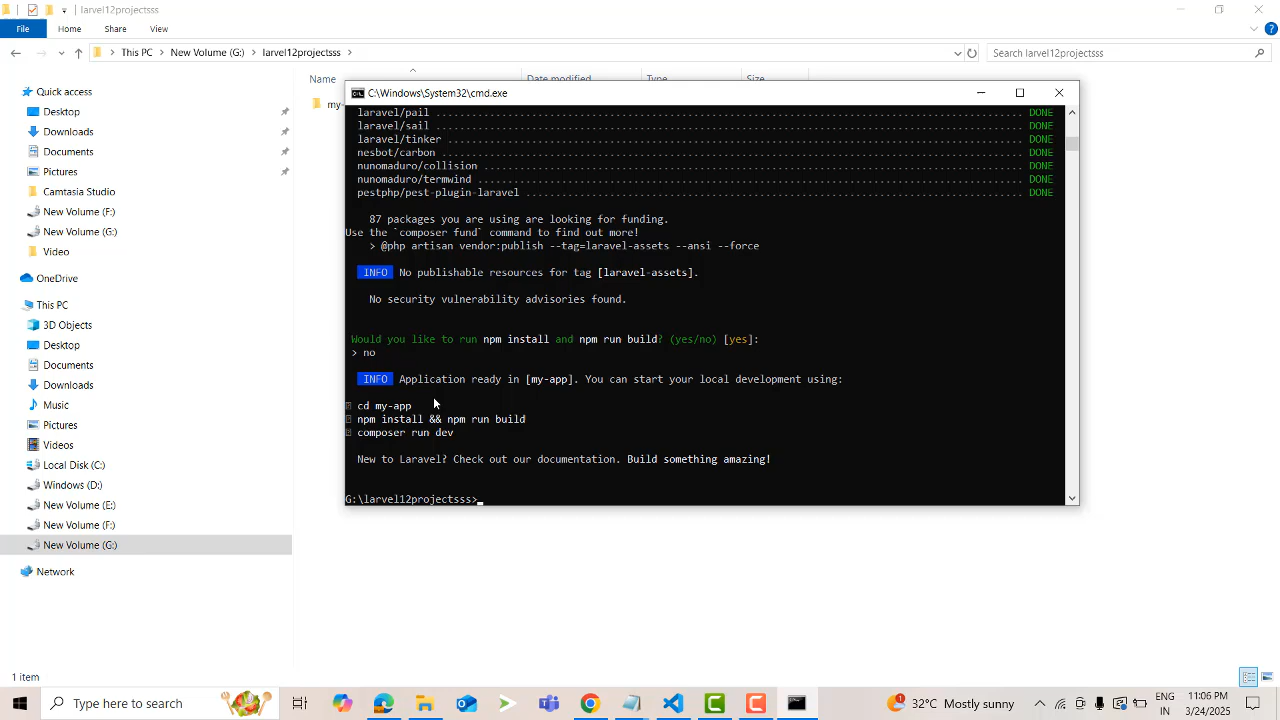 larvel12projectsss
File
Home
Share
View
This PC
New Volume (G:)
larvel12projectsss
Search larvel12projectsss
Name
Date modified
Type
Size
my-
Quick access
Desktop
Downloads
Documents
Pictures
Camtasia Studio
New Volume (F:)
New Volume (G:)
Video
OneDrive
This PC
3D Objects
Desktop
Documents
Downloads
Music
Pictures
Videos
Local Disk (C:)
Windows (D:)
New Volume (E:)
New Volume (F:)
New Volume (G:)
Network
1 item
C:\Windows\System32\cmd.exe
laravel/pail ........ DONE
laravel/sail ........ DONE
laravel/tinker ........ DONE
nesbot/carbon ........ DONE
nunomaduro/collision ........ DONE
nunomaduro/termwind ........ DONE
pestphp/pest-plugin-laravel ........ DONE
87 packages you are using are looking for funding.
Use the `composer fund` command to find out more!
> @php artisan vendor:publish --tag=laravel-assets --ansi --force
INFO No publishable resources for tag [laravel-assets].
No security vulnerability advisories found.
Would you like to run npm install and npm run build? (yes/no) [yes]:
> no
INFO Application ready in [my-app]. You can start your local development using:
cd my-app
npm install && npm run build
composer run dev
New to Laravel? Check out our documentation. Build something amazing!
G:\larvel12projectsss>
Type here to search
1
32°C Mostly sunny
ENG
IN
11:06 PM
3/24/2025